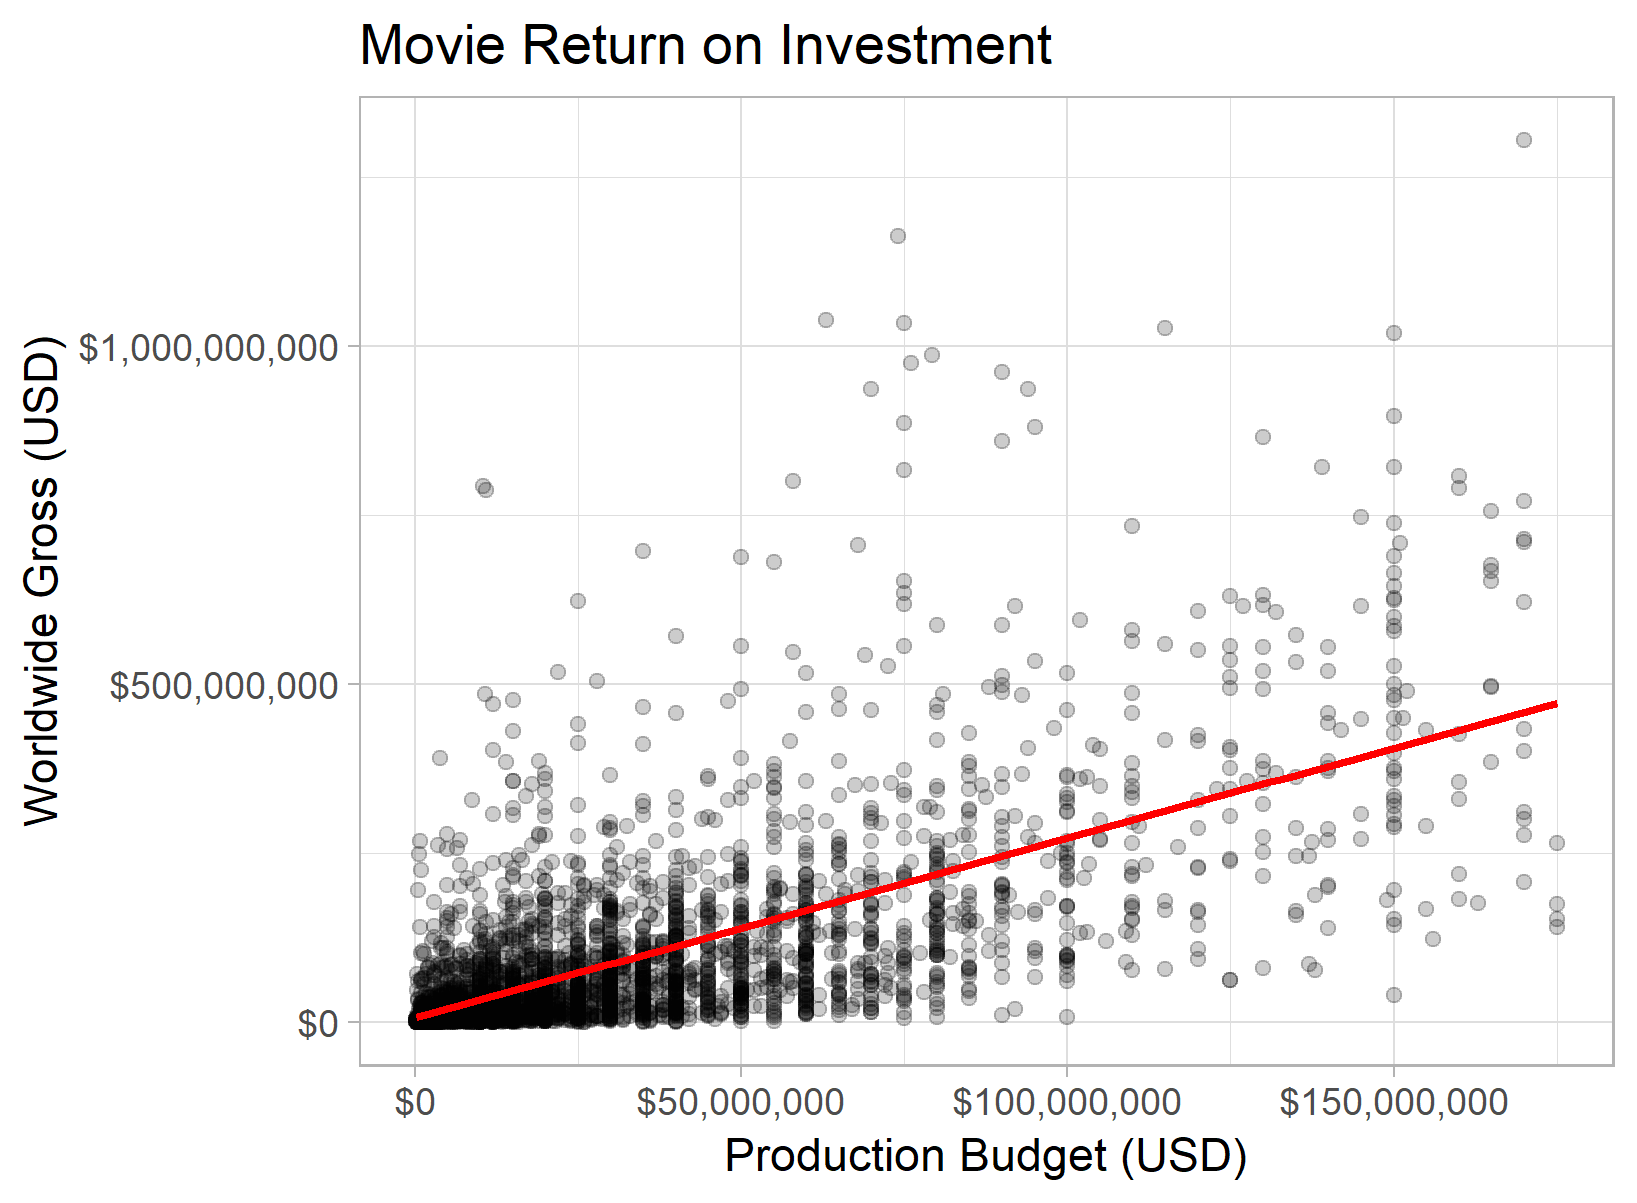 Movie Return on Investment
Worldwide Gross (USD)
$1,000,000,000
$500,000,000
$0
$0
$50,000,000
$100,000,000
$150,000,000
Production Budget (USD)